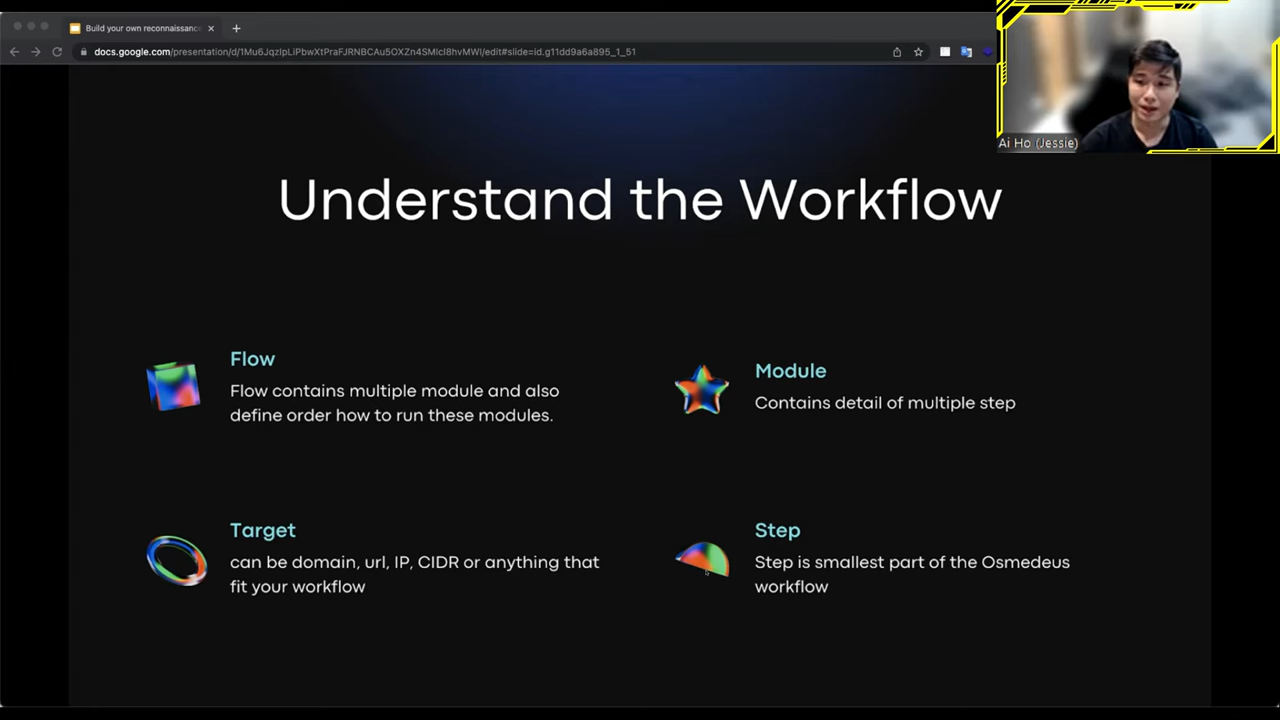 Build your own reconnaissance
docs.google.com/presentation/d/1Mu6JqzIpLiPbwXtPraFJRNBCAu5OXZn4SMIcl8hvMWI/edit#slide=id.g11dd9a6a895_1_51
Ai Ho (Jessie)
Understand the Workflow
Flow
Flow contains multiple module and also
define order how to run these modules.
Module
Contains detail of multiple step
Target
can be domain, url, IP, CIDR or anything that
fit your workflow
Step
Step is smallest part of the Osmedeus
workflow